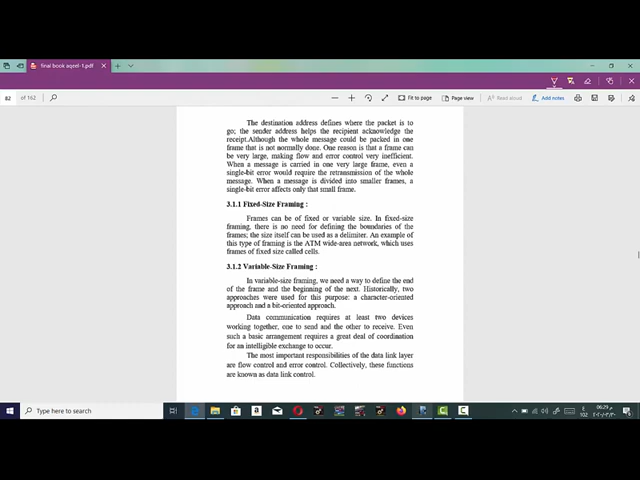 final book aqeel-1.pdf
82 of 162
Fit to page
Page view
Read aloud
Add notes
The destination address defines where the packet is to
go; the sender address helps the recipient acknowledge the
receipt.Although the whole message could be packed in one
frame that is not normally done. One reason is that a frame can
be very large, making flow and error control very inefficient.
When a message is carried in one very large frame, even a
single-bit error would require the retransmission of the whole
message. When a message is divided into smaller frames, a
single-bit error affects only that small frame.
3.1.1 Fixed-Size Framing :
Frames can be of fixed or variable size. In fixed-size
framing, there is no need for defining the boundaries of the
frames; the size itself can be used as a delimiter. An example of
this type of framing is the ATM wide-area network, which uses
frames of fixed size called cells.
3.1.2 Variable-Size Framing :
In variable-size framing, we need a way to define the end
of the frame and the beginning of the next. Historically, two
approaches were used for this purpose: a character-oriented
approach and a bit-oriented approach.
Data communication requires at least two devices
working together, one to send and the other to receive. Even
such a basic arrangement requires a great deal of coordination
for an intelligible exchange to occur.
The most important responsibilities of the data link layer
are flow control and error control. Collectively, these functions
are known as data link control.
Type here to search
ع
102
06:29 م